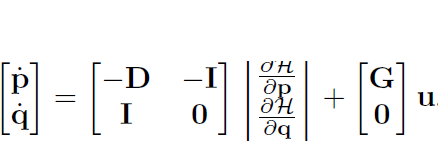 [ṗ q̇] = [−D −I; I 0] [∂ℋ/∂p; ∂ℋ/∂q] + [G; 0] u.